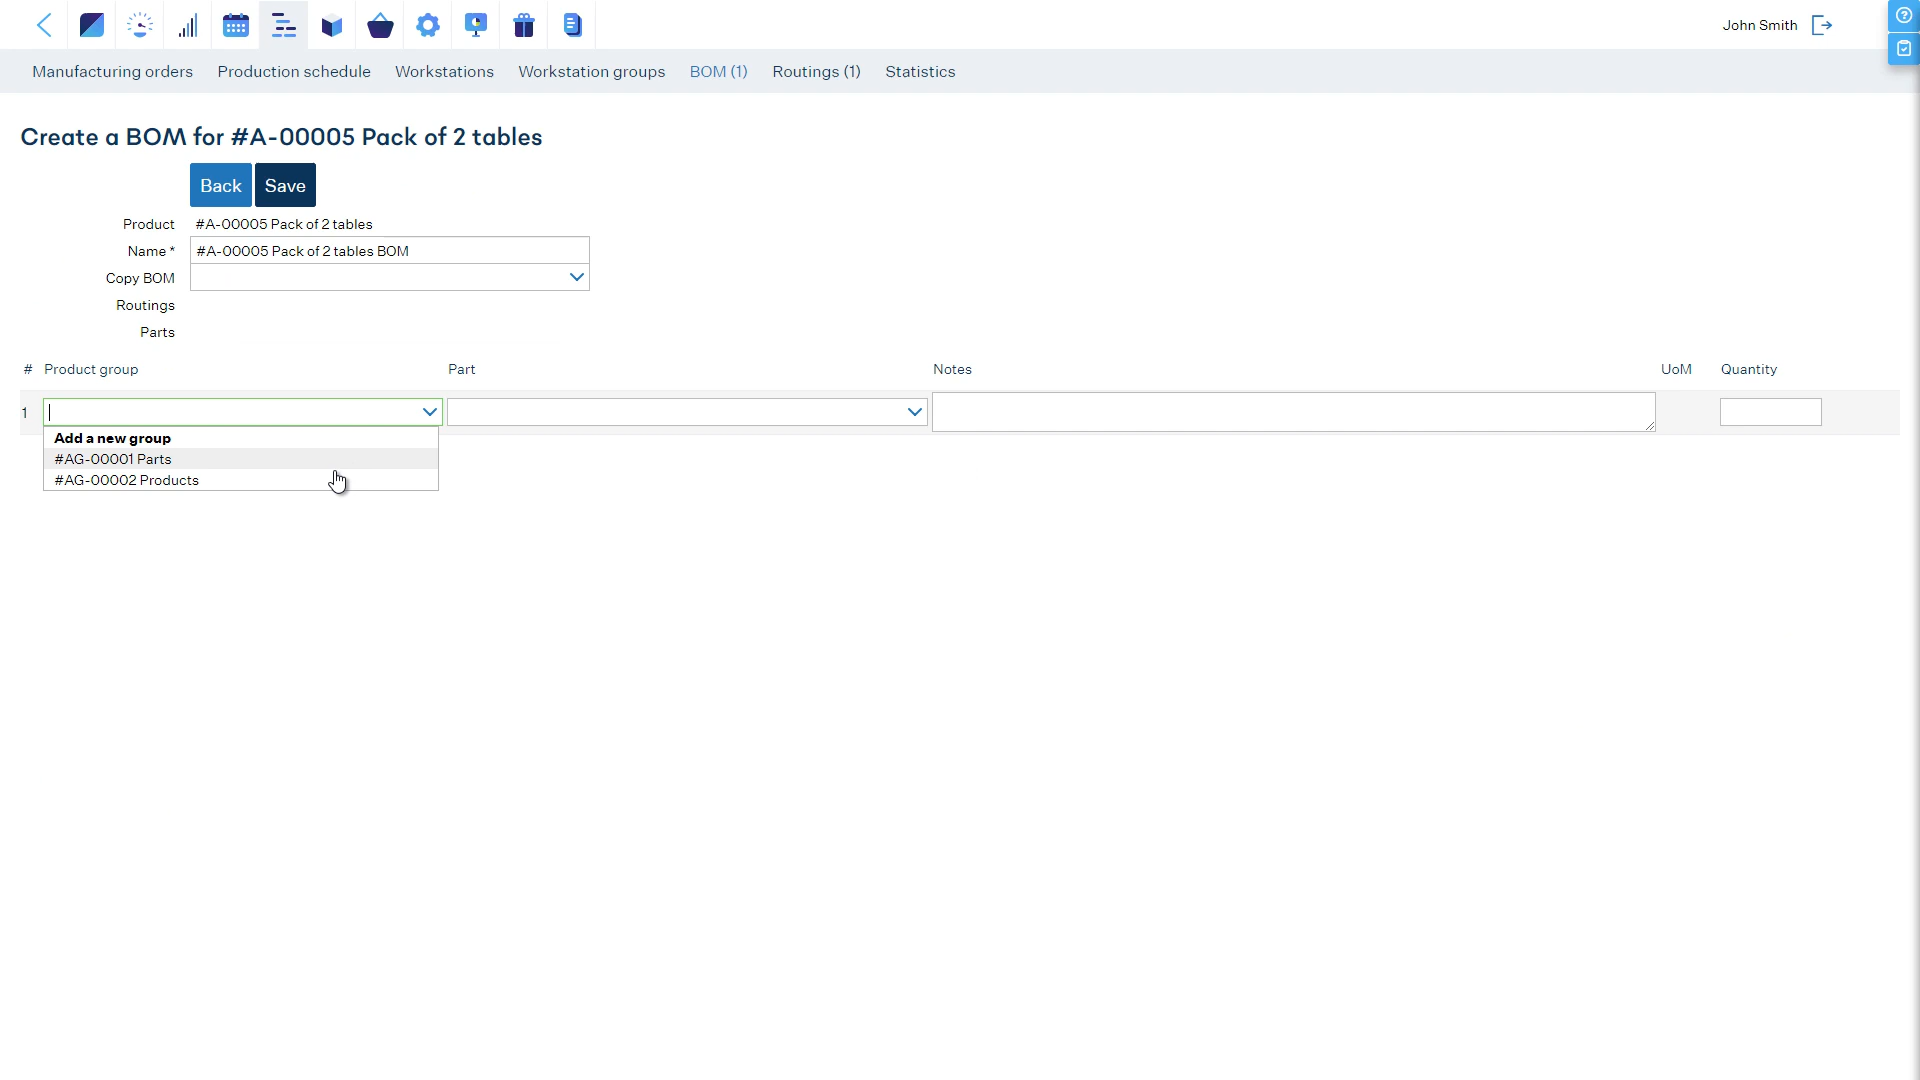 John Smith
Manufacturing orders Production schedule Workstations Workstation groups BOM (1) Routings (1) Statistics
Create a BOM for #A-00005 Pack of 2 tables
Back Save
Product #A-00005 Pack of 2 tables
Name * #A-00005 Pack of 2 tables BOM
Copy BOM
Routings
Parts
# Product group Part Notes UoM Quantity
1
Add a new group
#AG-00001 Parts
#AG-00002 Products